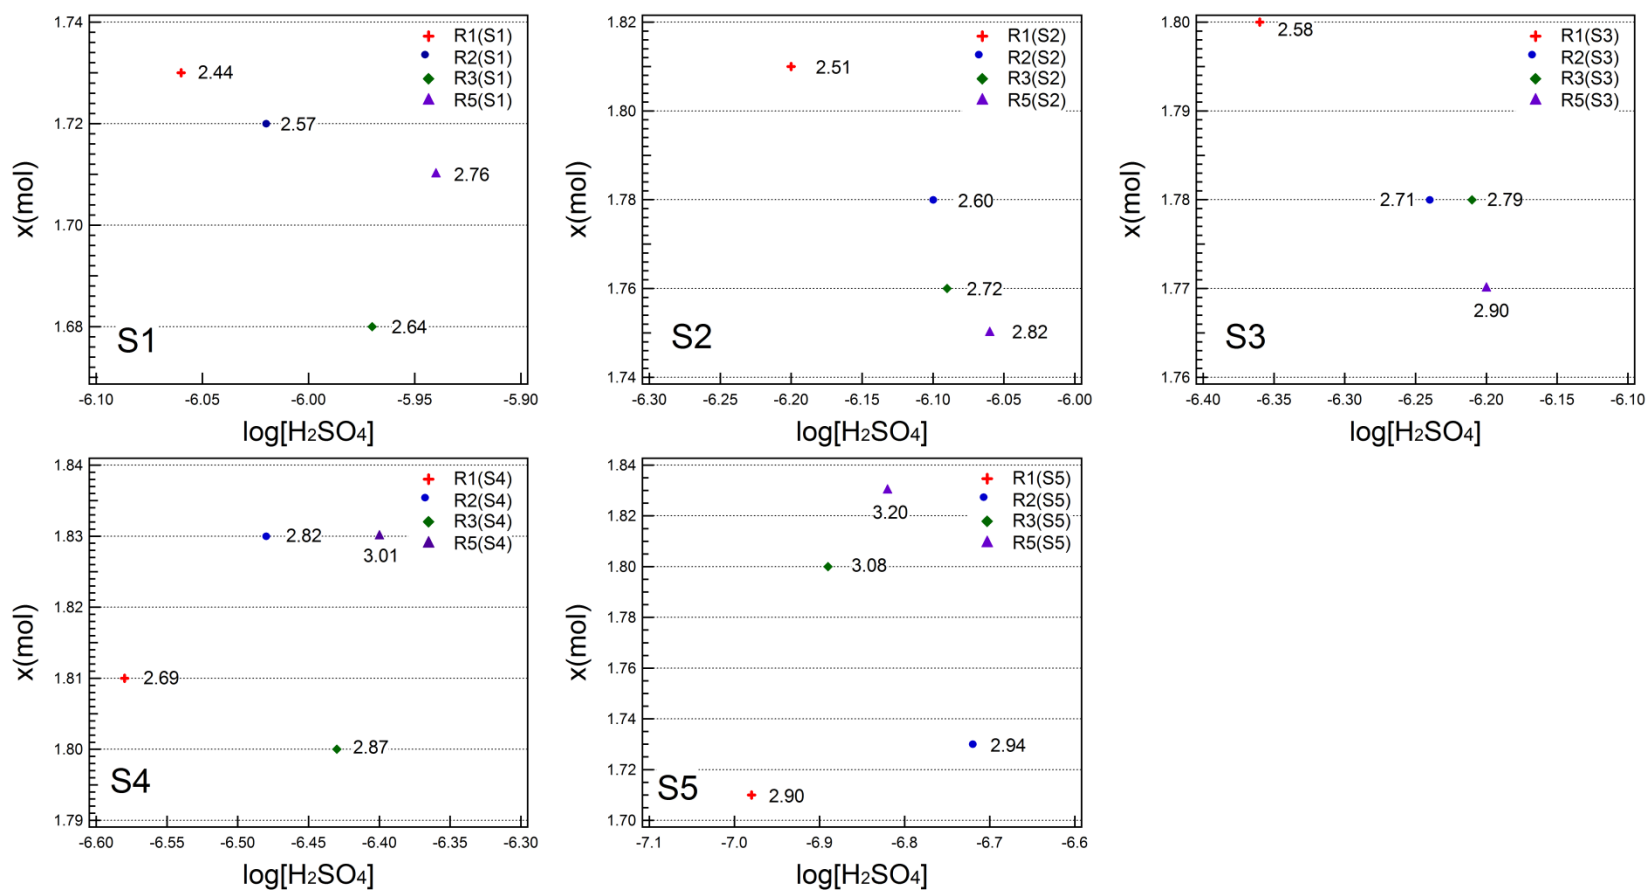 1.74
1.73
1.72
1.70
1.68
x(mol)
R1(S1)
R2(S1)
R3(S1)
R5(S1)
2.44
2.57
2.76
2.64
S1
-6.10
-6.05
-6.00
-5.95
-5.90
log[H₂SO₄]
1.82
1.80
1.78
1.76
1.74
x(mol)
R1(S2)
R2(S2)
R3(S2)
R5(S2)
2.51
2.60
2.72
2.82
S2
-6.30
-6.25
-6.20
-6.15
-6.10
-6.05
-6.00
log[H₂SO₄]
1.80
1.79
1.78
1.77
1.76
x(mol)
R1(S3)
R2(S3)
R3(S3)
R5(S3)
2.58
2.71
2.79
2.90
S3
-6.40
-6.35
-6.30
-6.25
-6.20
-6.15
-6.10
log[H₂SO₄]
1.84
1.83
1.82
1.81
1.80
1.79
x(mol)
R1(S4)
R2(S4)
R3(S4)
R5(S4)
2.82
3.01
2.69
2.87
S4
-6.60
-6.55
-6.50
-6.45
-6.40
-6.35
-6.30
log[H₂SO₄]
1.84
1.82
1.80
1.78
1.76
1.73
1.72
1.70
x(mol)
R1(S5)
R2(S5)
R3(S5)
R5(S5)
3.20
3.08
2.94
2.90
S5
-7.1
-7.0
-6.9
-6.8
-6.7
-6.6
log[H₂SO₄]